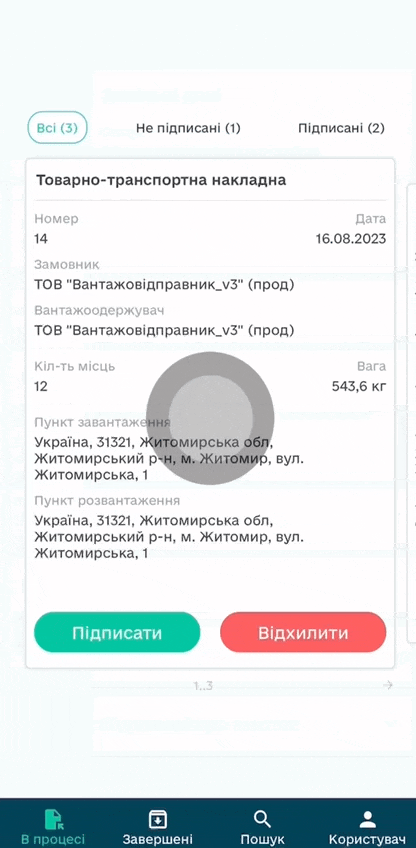 Всі (3)
Не підписані (1)
Підписані (2)
Товарно-транспортна накладна
Номер
Дата
14
16.08.2023
Замовник
ТОВ "Вантажовідправник_v3" (прод)
Вантажоодержувач
ТОВ "Вантажовідправник_v3" (прод)
Кіл-ть місць
Вага
12
543,6 кг
Пункт завантаження
Україна, 31321, Житомирська обл,
Житомирський р-н, м. Житомир, вул.
Житомирська, 1
Пункт розвантаження
Україна, 31321, Житомирська обл,
Житомирський р-н, м. Житомир, вул.
Житомирська, 1
Підписати
Відхилити
1..3
В процесі
Завершені
Пошук
Користувач